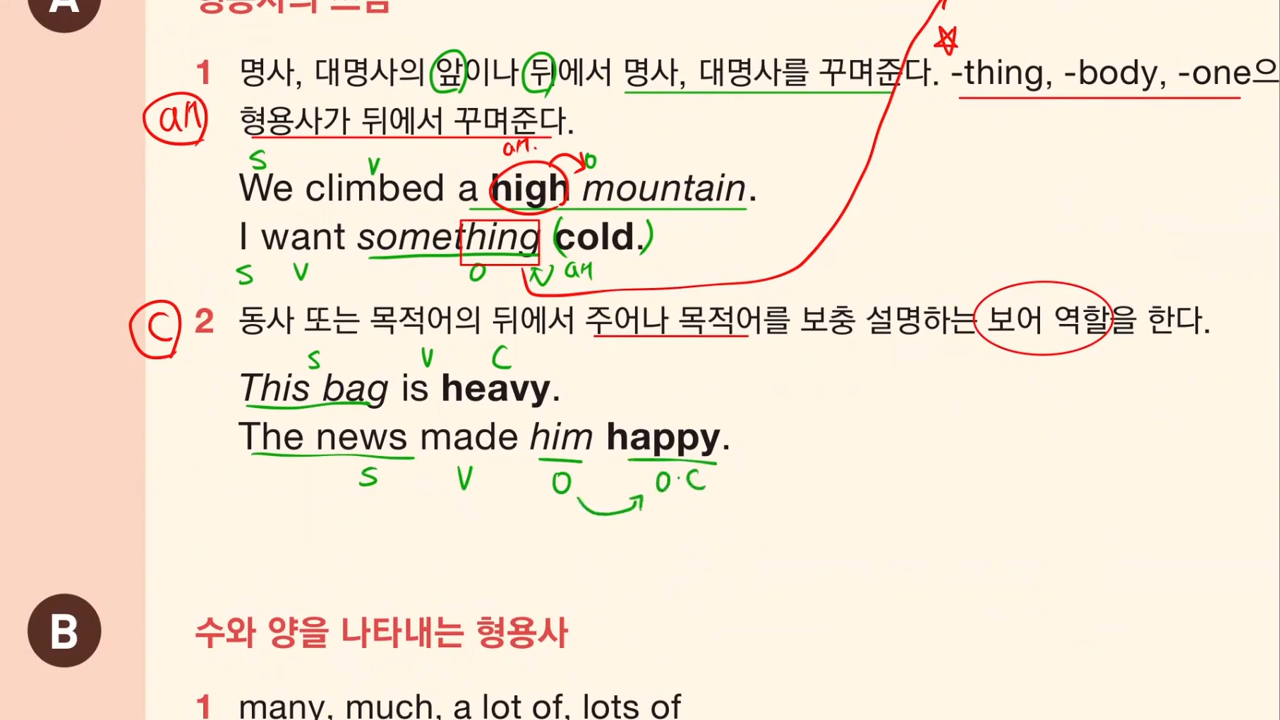 A
형용사의 쓰임
1 명사, 대명사의 앞이나 뒤에서 명사, 대명사를 꾸며준다. -thing, -body, -one으
형용사가 뒤에서 꾸며준다.
S V O
We climbed a high mountain.
I want something (cold.)
S V O
C 2 동사 또는 목적어의 뒤에서 주어나 목적어를 보충 설명하는 보어 역할을 한다.
S V C
This bag is heavy.
The news made him happy.
S V O O·C
B 수와 양을 나타내는 형용사
1 many, much, a lot of, lots of